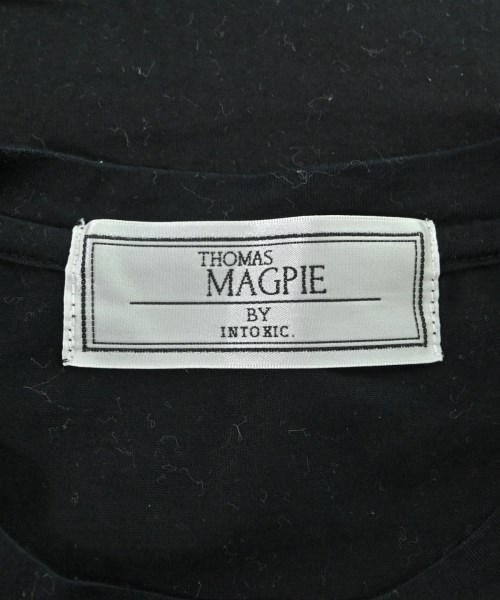 THOMAS
MAGPIE
BY
INTOXIC.